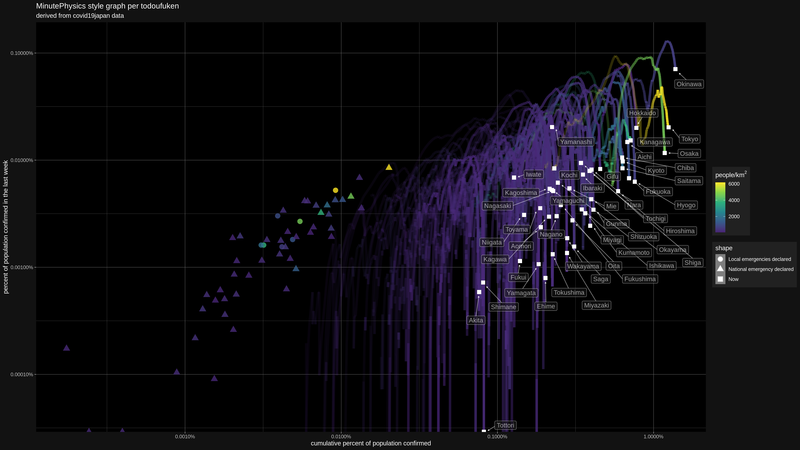 MinutePhysics style graph per todoufuken
derived from covid19japan data
percent of population confirmed in the last week
0.10000%
0.01000%
0.00100%
0.00010%
0.0010%
0.0100%
0.1000%
1.0000%
cumulative percent of population confirmed
Okinawa
Hokkaido
Tokyo
Yamanashi
Kanagawa
Osaka
Aichi
Chiba
Iwate
Kochi
Gifu
Kyoto
Saitama
Kagoshima
Ibaraki
Fukuoka
Nagasaki
Yamaguchi
Mie
Nara
Hyogo
Tochigi
Toyama
Gunma
Hiroshima
Nagano
Miyagi
Shizuoka
Niigata
Aomori
Kumamoto
Okayama
Kagawa
Wakayama
Oita
Ishikawa
Shiga
Fukui
Saga
Fukushima
Yamagata
Tokushima
Shimane
Ehime
Miyazaki
Akita
Tottori
people/km²
6000
4000
2000
shape
Local emergencies declared
National emergency declared
Now